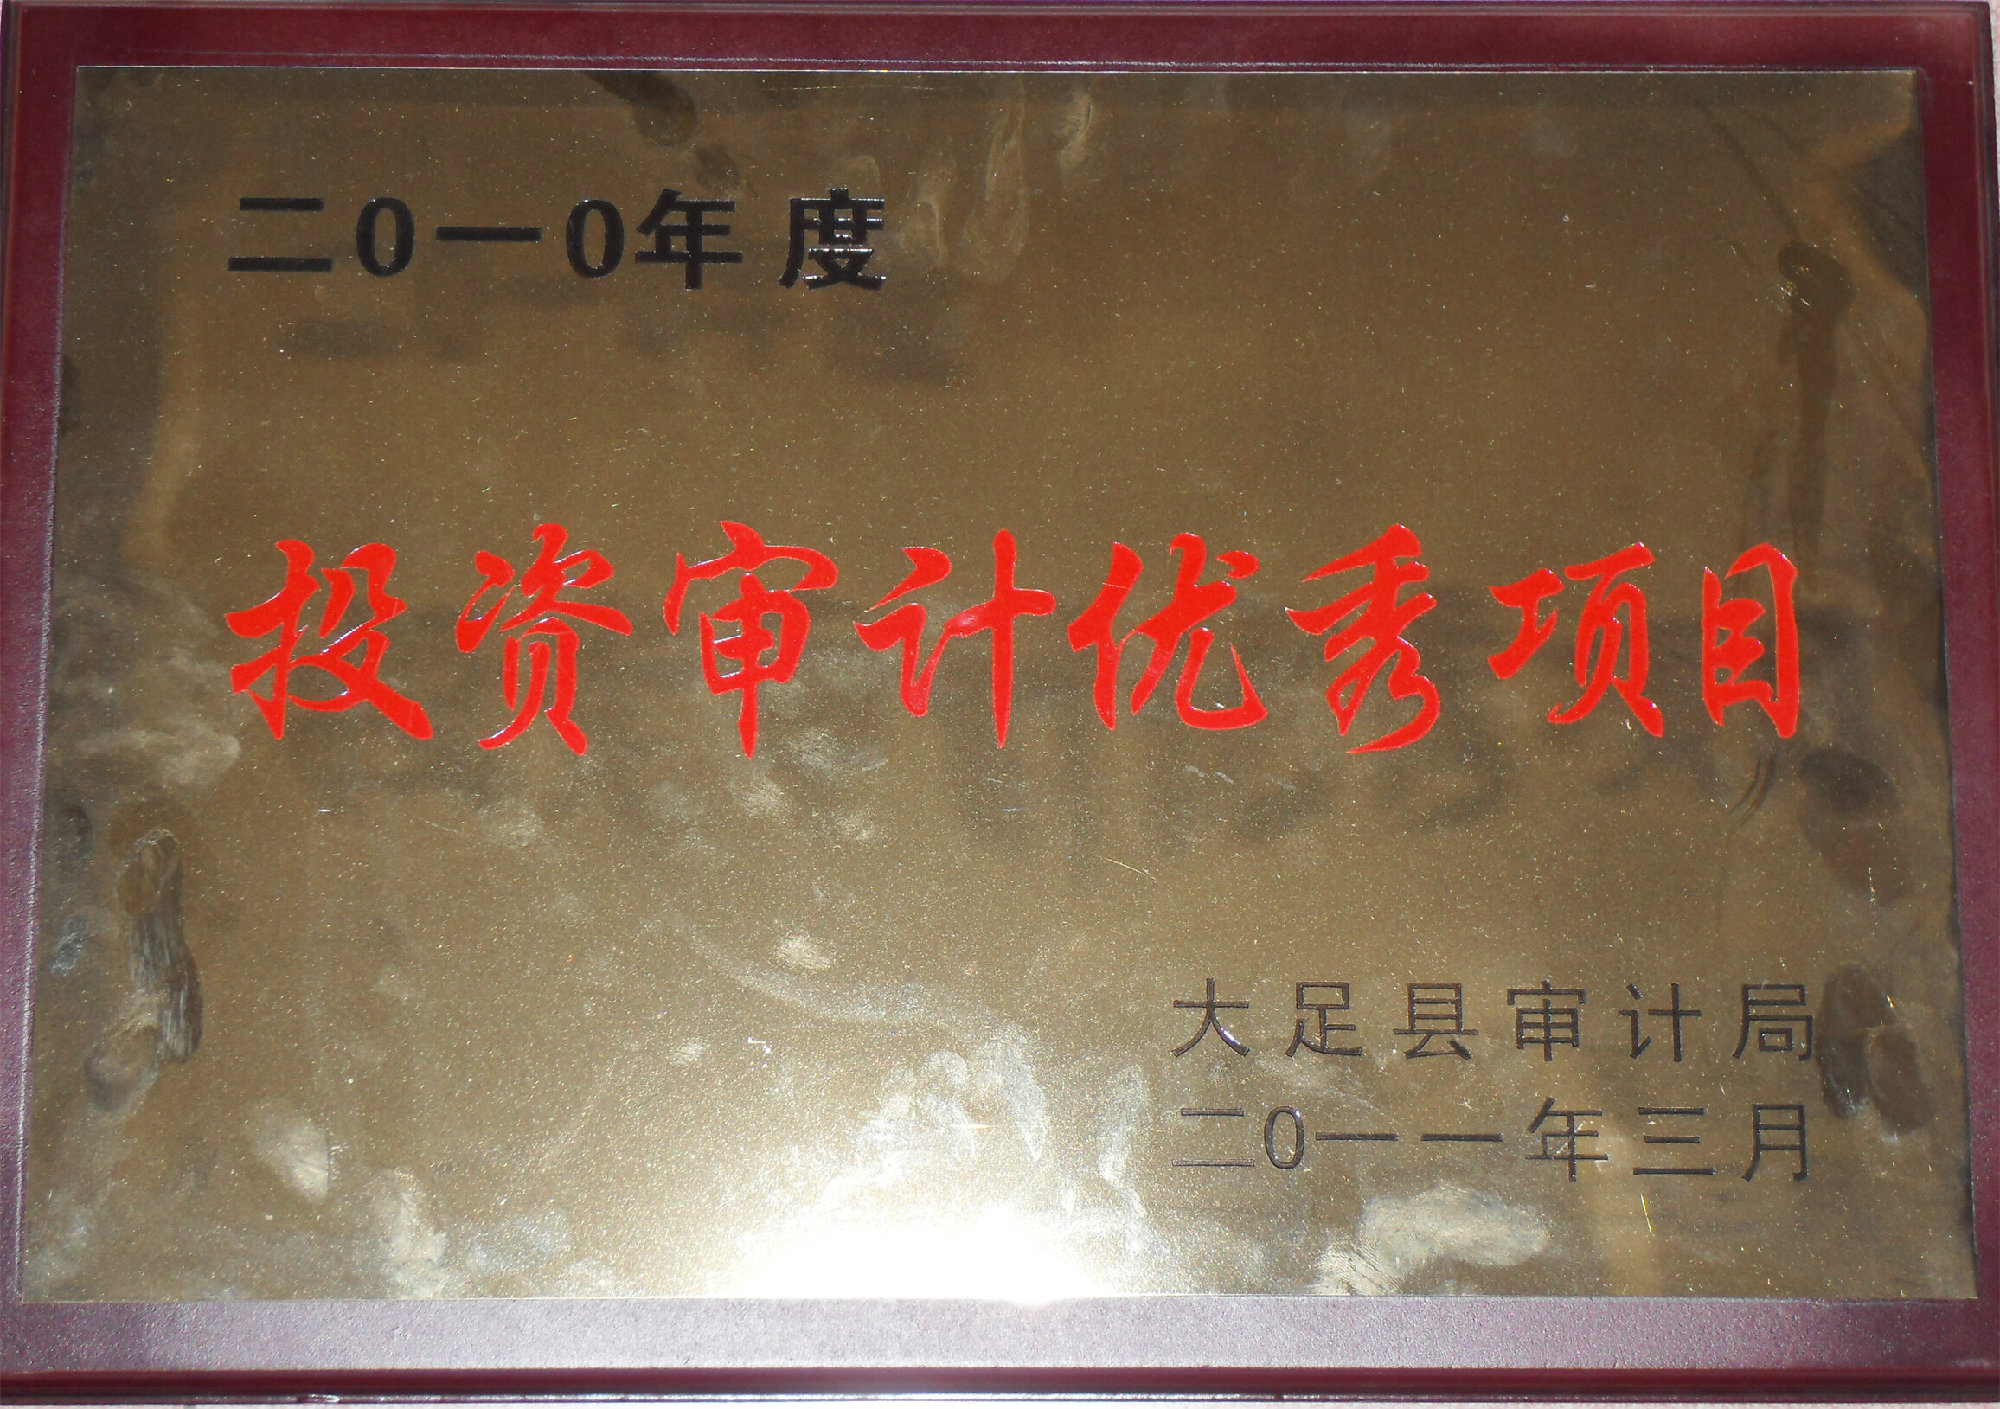 二0一0年度
投资审计优秀项目
大足县审计局
二0一一年三月